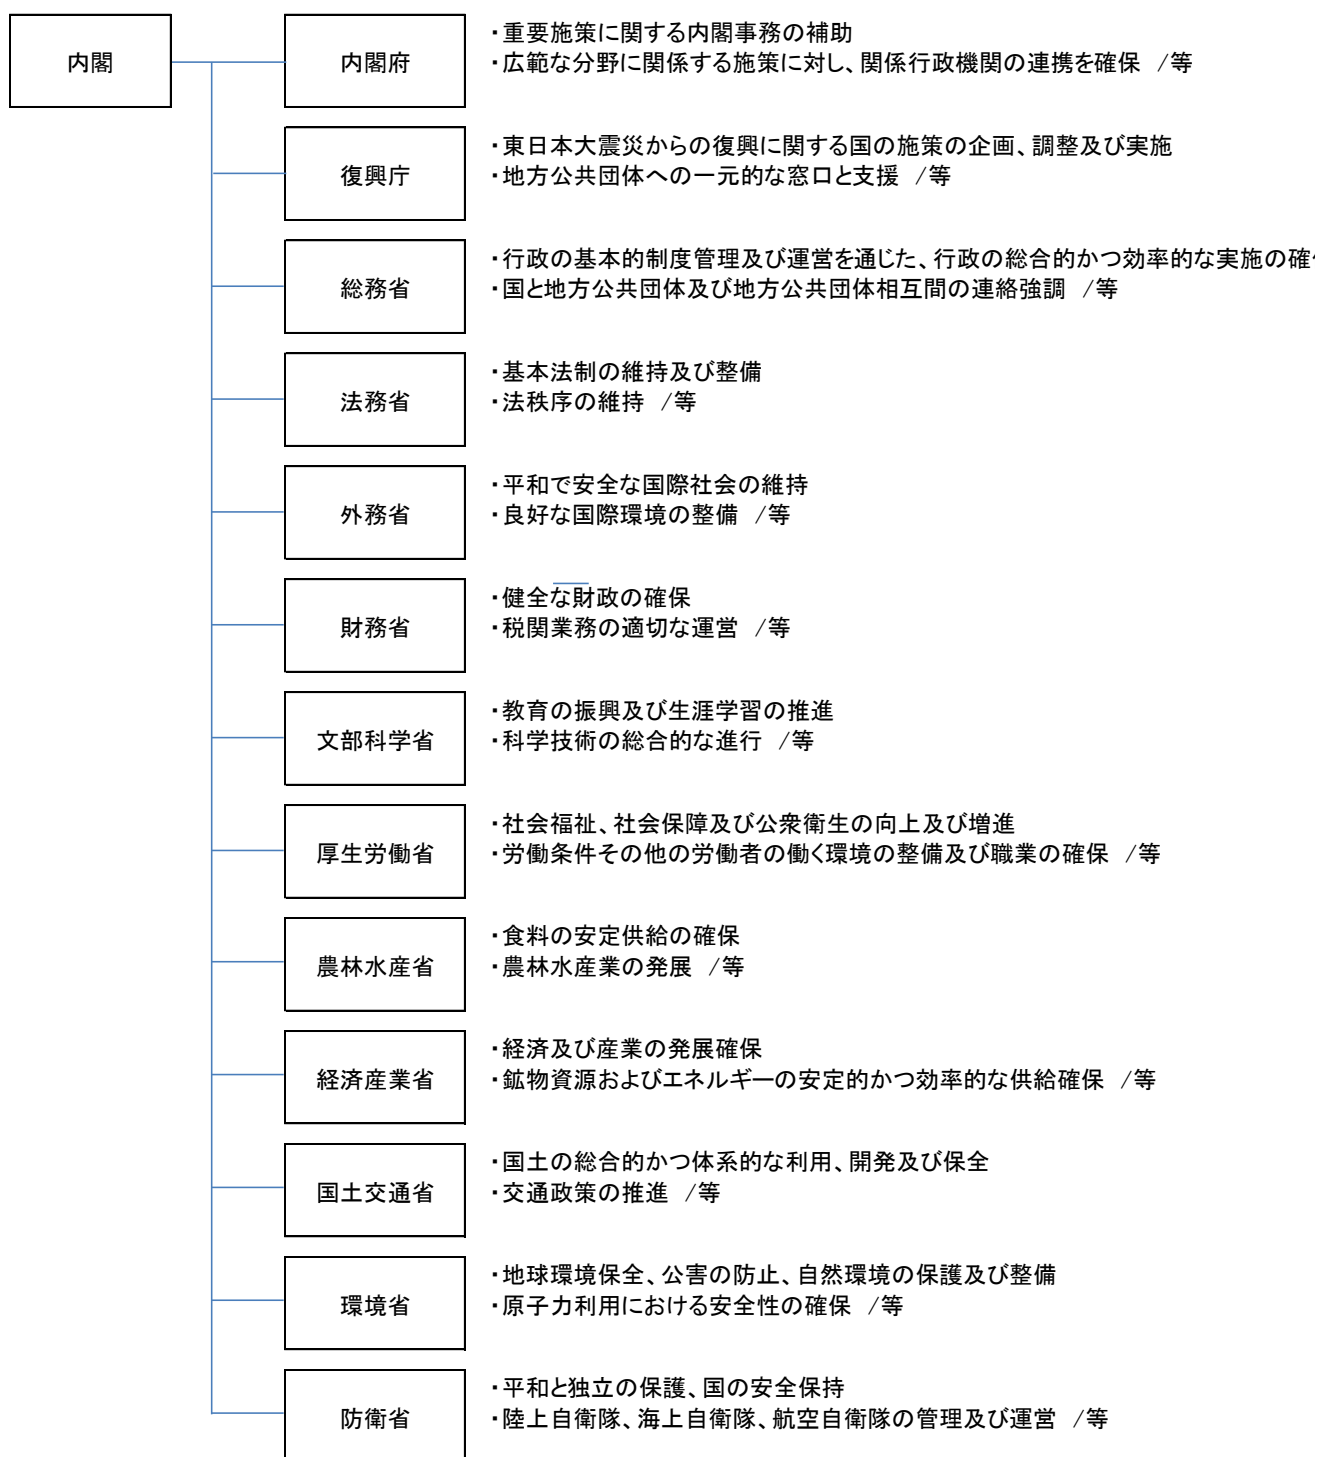 内閣
内閣府
・重要施策に関する内閣事務の補助
・広範な分野に関係する施策に対し、関係行政機関の連携を確保 /等
復興庁
・東日本大震災からの復興に関する国の施策の企画、調整及び実施
・地方公共団体への一元的な窓口と支援 /等
総務省
・行政の基本的制度管理及び運営を通じた、行政の総合的かつ効率的な実施の確
・国と地方公共団体及び地方公共団体相互間の連絡強調 /等
法務省
・基本法制の維持及び整備
・法秩序の維持 /等
外務省
・平和で安全な国際社会の維持
・良好な国際環境の整備 /等
財務省
・健全な財政の確保
・税関業務の適切な運営 /等
文部科学省
・教育の振興及び生涯学習の推進
・科学技術の総合的な進行 /等
厚生労働省
・社会福祉、社会保障及び公衆衛生の向上及び増進
・労働条件その他の労働者の働く環境の整備及び職業の確保 /等
農林水産省
・食料の安定供給の確保
・農林水産業の発展 /等
経済産業省
・経済及び産業の発展確保
・鉱物資源およびエネルギーの安定的かつ効率的な供給確保 /等
国土交通省
・国土の総合的かつ体系的な利用、開発及び保全
・交通政策の推進 /等
環境省
・地球環境保全、公害の防止、自然環境の保護及び整備
・原子力利用における安全性の確保 /等
防衛省
・平和と独立の保護、国の安全保持
・陸上自衛隊、海上自衛隊、航空自衛隊の管理及び運営 /等